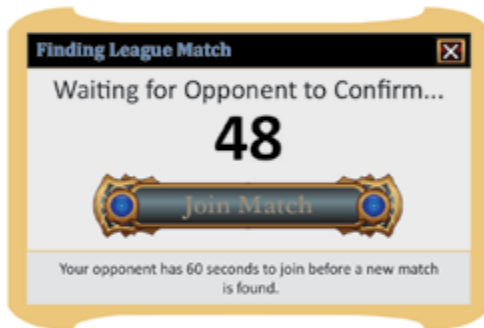 Finding League Match
Waiting for Opponent to Confirm...
48
Join Match
Your opponent has 60 seconds to join before a new match
is found.